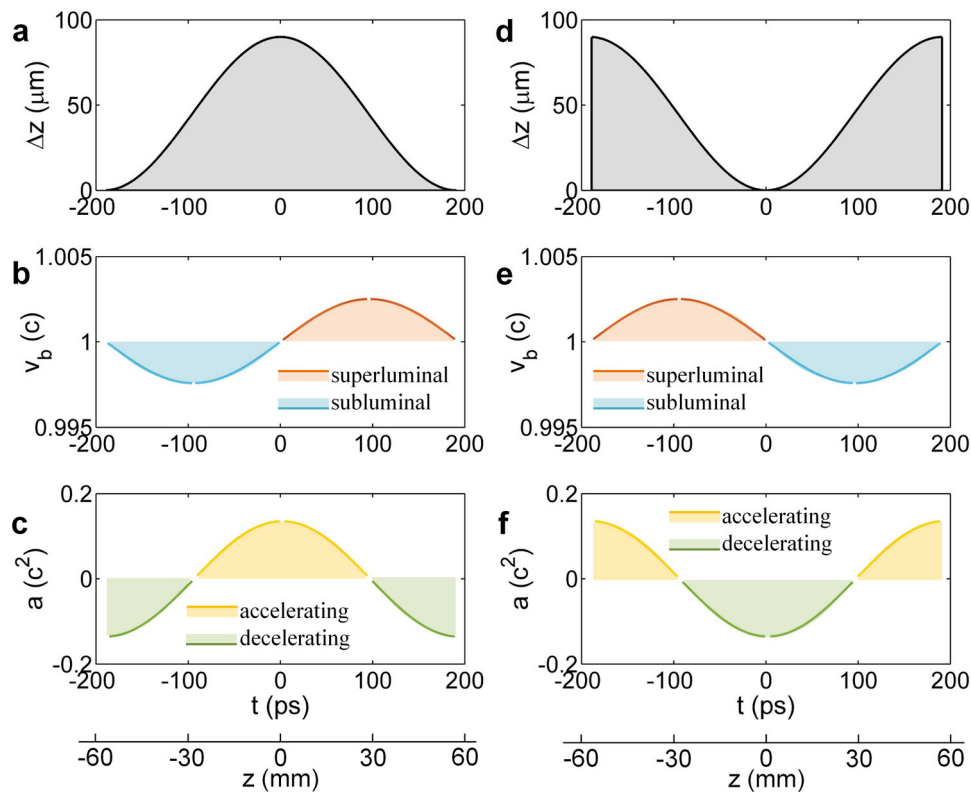 a
100
50
0
Δz (μm)
-200 -100 0 100 200
d
100
50
0
Δz (μm)
-200 -100 0 100 200
b
1.005
1
0.995
v_b (c)
superluminal
subluminal
-200 -100 0 100 200
e
1.005
1
0.995
v_b (c)
superluminal
subluminal
-200 -100 0 100 200
c
0.2
0
-0.2
a (c²)
accelerating
decelerating
-200 -100 0 100 200
t (ps)
-60 -30 0 30 60
z (mm)
f
0.2
0
-0.2
a (c²)
accelerating
decelerating
-200 -100 0 100 200
t (ps)
-60 -30 0 30 60
z (mm)